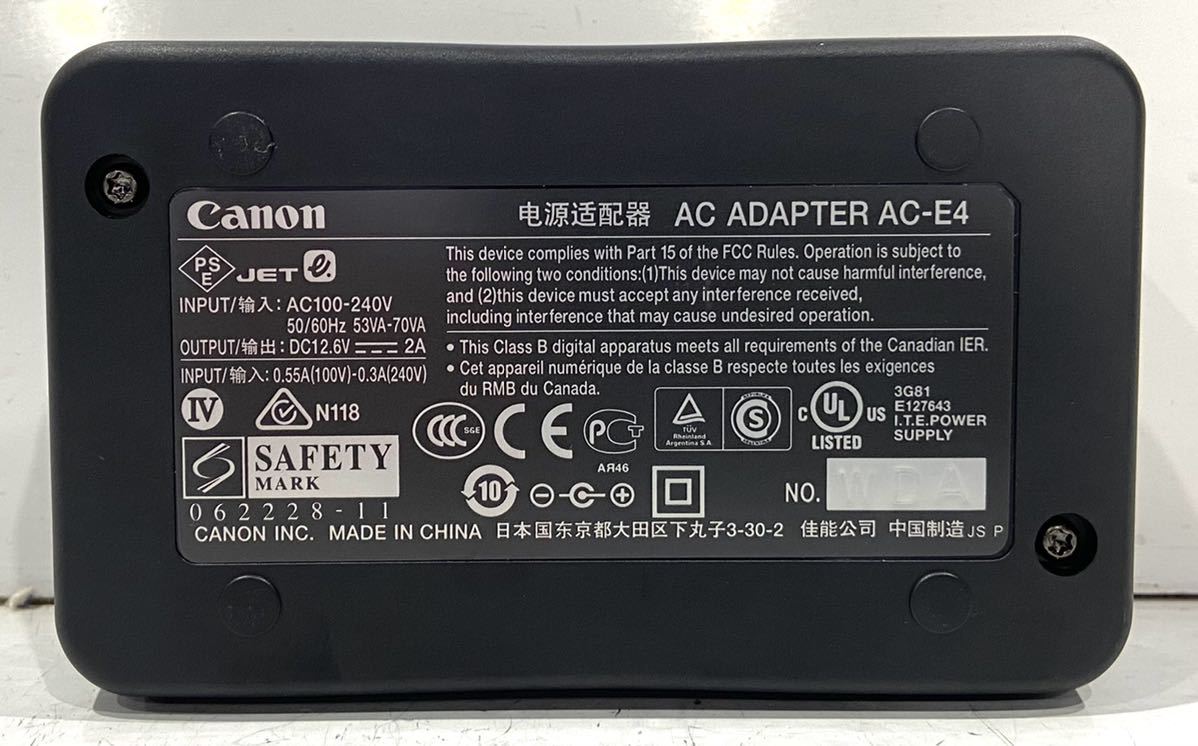 Canon
电源适配器 AC ADAPTER AC-E4
PS
E
JET e.
INPUT/输入: AC100-240V
50/60Hz 53VA-70VA
OUTPUT/输出: DC12.6V 2A
INPUT/输入: 0.55A(100V)-0.3A(240V)
This device complies with Part 15 of the FCC Rules. Operation is subject to
the following two conditions:(1)This device may not cause harmful interference,
and (2)this device must accept any interference received,
including interference that may cause undesired operation.
• This Class B digital apparatus meets all requirements of the Canadian IER.
• Cet appareil numérique de la classe B respecte toutes les exigences
du RMB du Canada.
IV
N118
SAFETY
MARK
062228-11
CCC S&E
CE
PCT
АЯ46
TÜV
Rheinland
Argentina S.A.
S
C UL US
LISTED
3G81
E127643
I.T.E.POWER
SUPPLY
10
NO. WDA
CANON INC. MADE IN CHINA 日本国东京都大田区下丸子3-30-2 佳能公司 中国制造 JS P